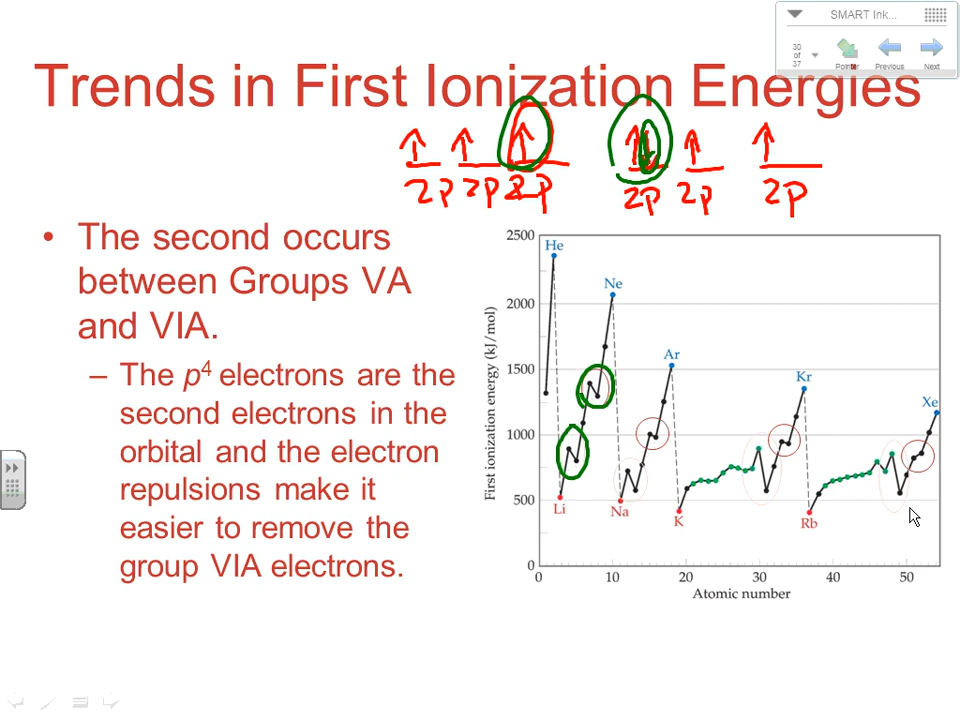 SMART Ink...
30
of
37
Pointer
Previous
Next
Trends in First Ionization Energies
2p 2p 2p 2p 2p 2p
• The second occurs
between Groups VA
and VIA.
– The p⁴ electrons are the
second electrons in the
orbital and the electron
repulsions make it
easier to remove the
group VIA electrons.
First ionization energy (kJ/mol)
2500
2000
1500
1000
500
0
He
Ne
Ar
Kr
Xe
Li
Na
K
Rb
0 10 20 30 40 50
Atomic number